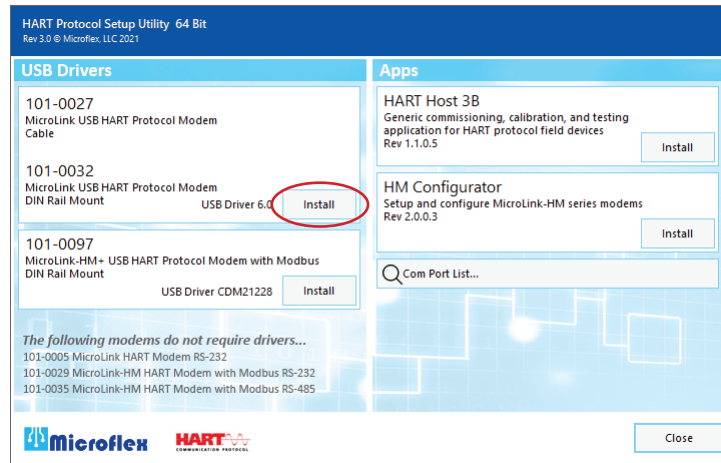 HART Protocol Setup Utility 64 Bit
Rev 3.0 © Microflex, LLC 2021
USB Drivers
101-0027
MicroLink USB HART Protocol Modem
Cable
101-0032
MicroLink USB HART Protocol Modem
DIN Rail Mount
USB Driver 6.0
Install
101-0097
MicroLink-HM+ USB HART Protocol Modem with Modbus
DIN Rail Mount
USB Driver CDM21228
Install
The following modems do not require drivers...
101-0005 MicroLink HART Modem RS-232
101-0029 MicroLink-HM HART Modem with Modbus RS-232
101-0035 MicroLink-HM HART Modem with Modbus RS-485
Apps
HART Host 3B
Generic commissioning, calibration, and testing
application for HART protocol field devices
Rev 1.1.0.5
Install
HM Configurator
Setup and configure MicroLink-HM series modems
Rev 2.0.0.3
Install
Com Port List...
Microflex
HART
COMMUNICATION PROTOCOL
Close